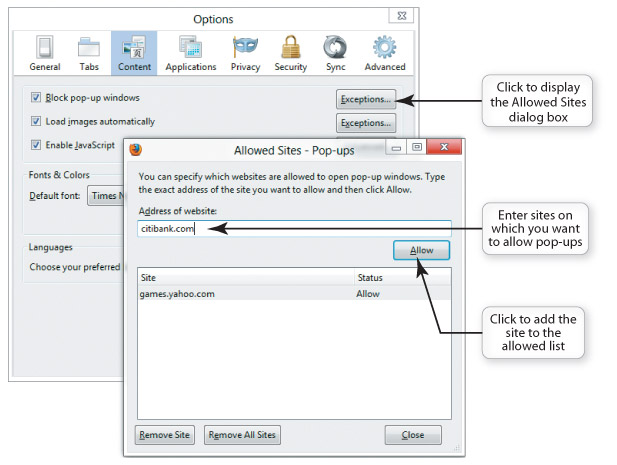 Options
General Tabs Content Applications Privacy Security Sync Advanced
Block pop-up windows
Exceptions...
Load images automatically
Exceptions...
Enable JavaScript
Fonts & Colors
Default font: Times
Languages
Choose your preferred
Allowed Sites - Pop-ups
You can specify which websites are allowed to open pop-up windows. Type
the exact address of the site you want to allow and then click Allow.
Address of website:
citibank.com
Allow
Site Status
games.yahoo.com Allow
Remove Site Remove All Sites Close
Click to display
the Allowed Sites
dialog box
Enter sites on
which you want
to allow pop-ups
Click to add the
site to the
allowed list